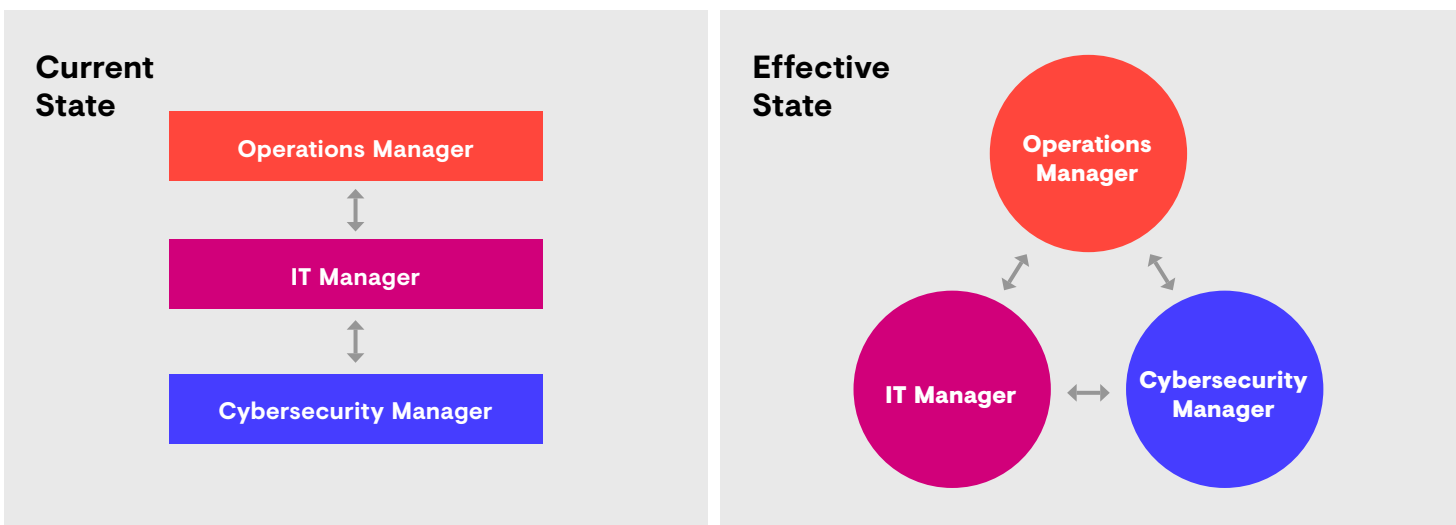 Current
State
Operations Manager
IT Manager
Cybersecurity Manager
Effective
State
Operations
Manager
IT Manager
Cybersecurity
Manager